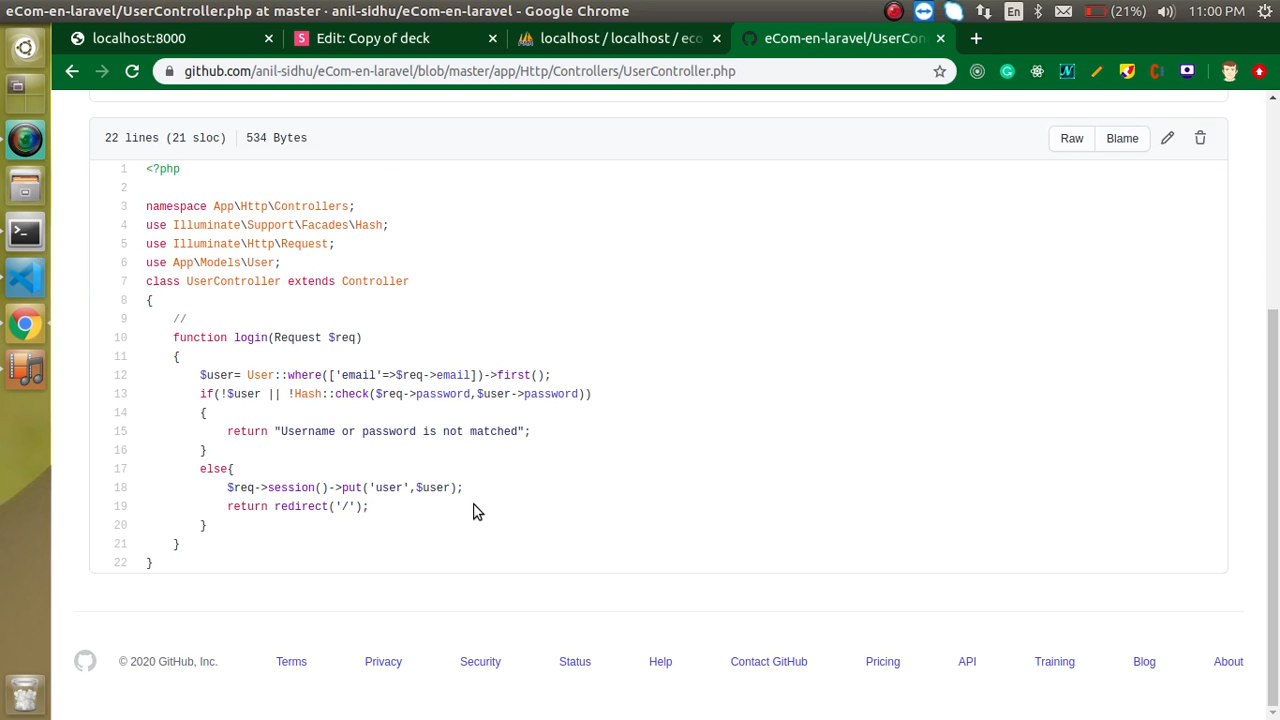 eCom-en-laravel/UserController.php at master · anil-sidhu/eCom-en-laravel - Google Chrome
En
(21%)
11:00 PM
localhost:8000
Edit: Copy of deck
localhost / localhost / eco
eCom-en-laravel/UserCon
github.com/anil-sidhu/eCom-en-laravel/blob/master/app/Http/Controllers/UserController.php
22 lines (21 sloc)
534 Bytes
Raw
Blame
1 <?php
2
3 namespace App\Http\Controllers;
4 use Illuminate\Support\Facades\Hash;
5 use Illuminate\Http\Request;
6 use App\Models\User;
7 class UserController extends Controller
8 {
9 //
10 function login(Request $req)
11 {
12 $user= User::where(['email'=>$req->email])->first();
13 if(!$user || !Hash::check($req->password,$user->password))
14 {
15 return "Username or password is not matched";
16 }
17 else{
18 $req->session()->put('user',$user);
19 return redirect('/');
20 }
21 }
22 }
© 2020 GitHub, Inc.
Terms
Privacy
Security
Status
Help
Contact GitHub
Pricing
API
Training
Blog
About